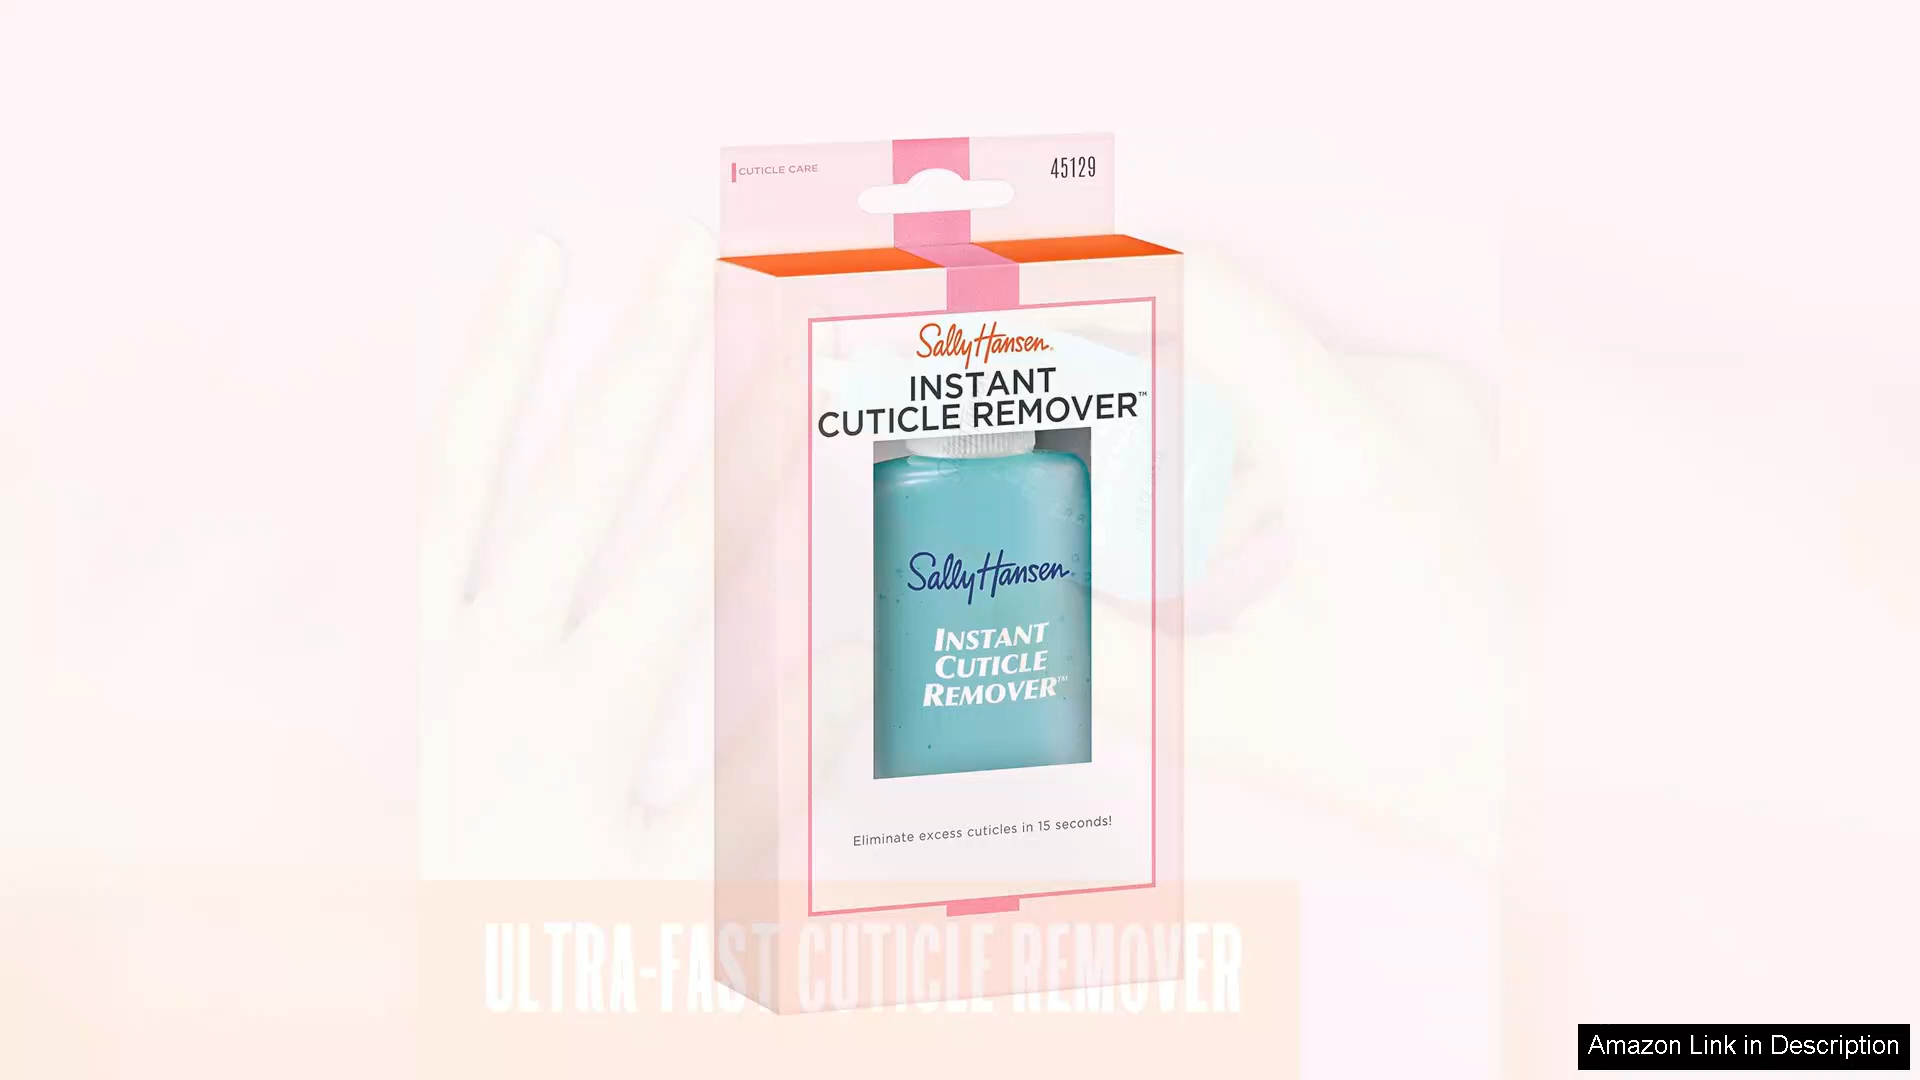 CUTICLE CARE
45129
Sally Hansen.
INSTANT
CUTICLE REMOVER™
Sally Hansen.
INSTANT
CUTICLE
REMOVER™
Eliminate excess cuticles in 15 seconds!
ULTRA-FAST CUTICLE REMOVER
Amazon Link in Description